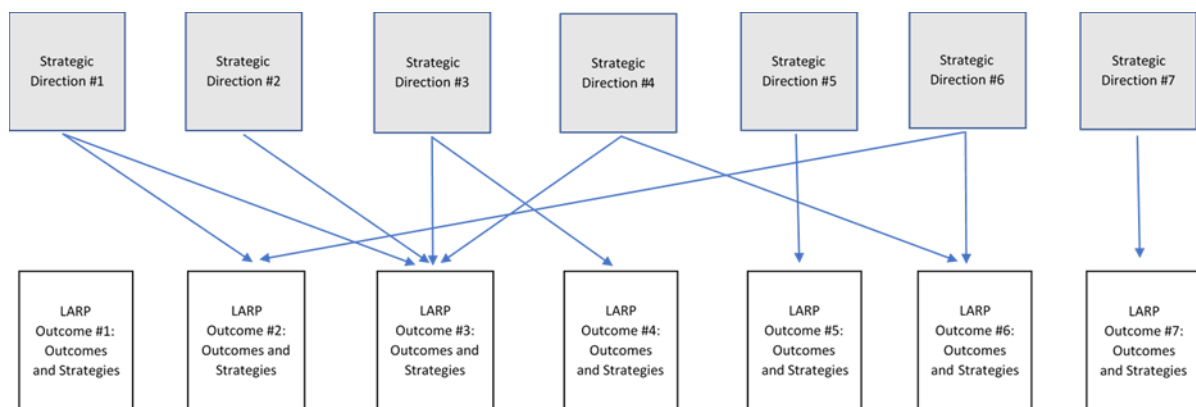 Strategic
Direction #1
Strategic
Direction #2
Strategic
Direction #3
Strategic
Direction #4
Strategic
Direction #5
Strategic
Direction #6
Strategic
Direction #7
LARP
Outcome #1:
Outcomes
and Strategies
LARP
Outcome #2:
Outcomes and
Strategies
LARP
Outcome #3:
Outcomes and
Strategies
LARP
Outcome #4:
Outcomes
and Strategies
LARP
Outcome #5:
Outcomes
and Strategies
LARP
Outcome #6:
Outcomes
and Strategies
LARP
Outcome #7:
Outcomes
and Strategies